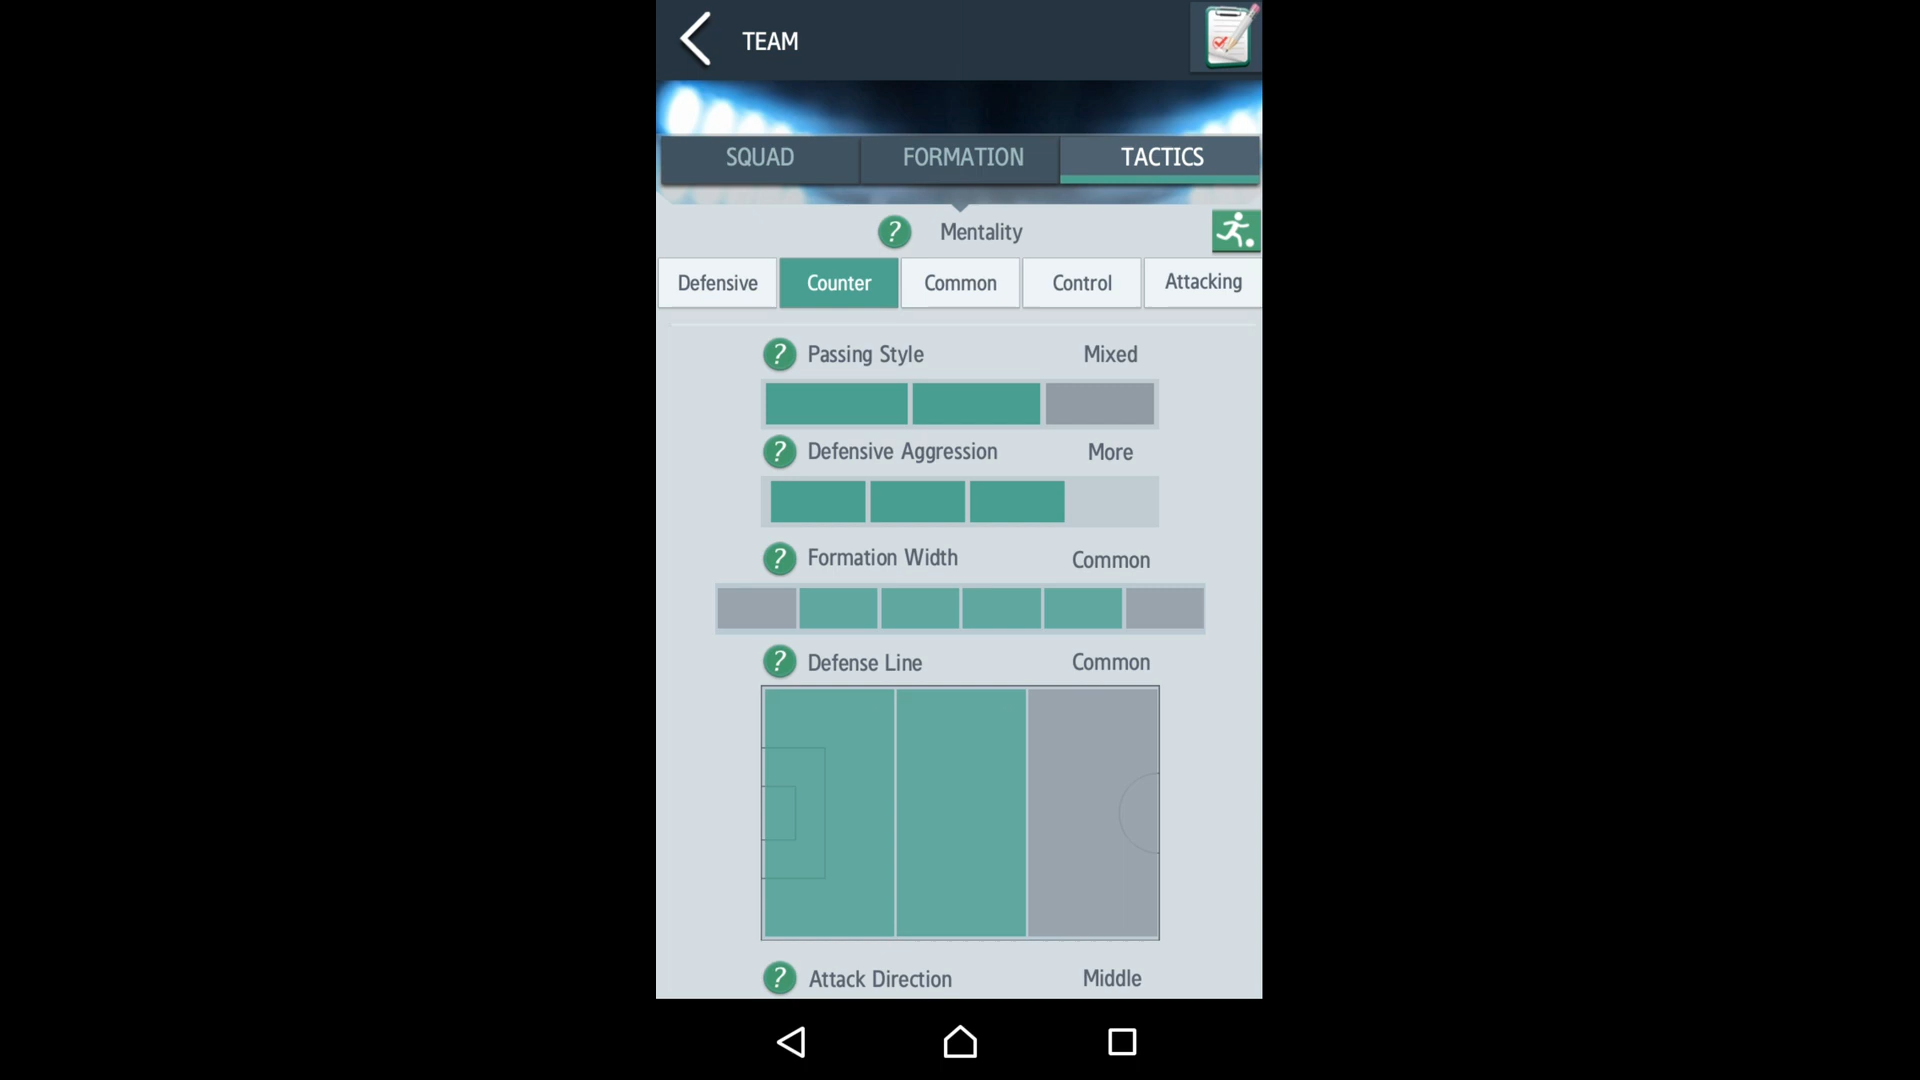 TEAM
SQUAD FORMATION TACTICS
? Mentality
Defensive Counter Common Control Attacking
? Passing Style Mixed
? Defensive Aggression More
? Formation Width Common
? Defense Line Common
? Attack Direction Middle